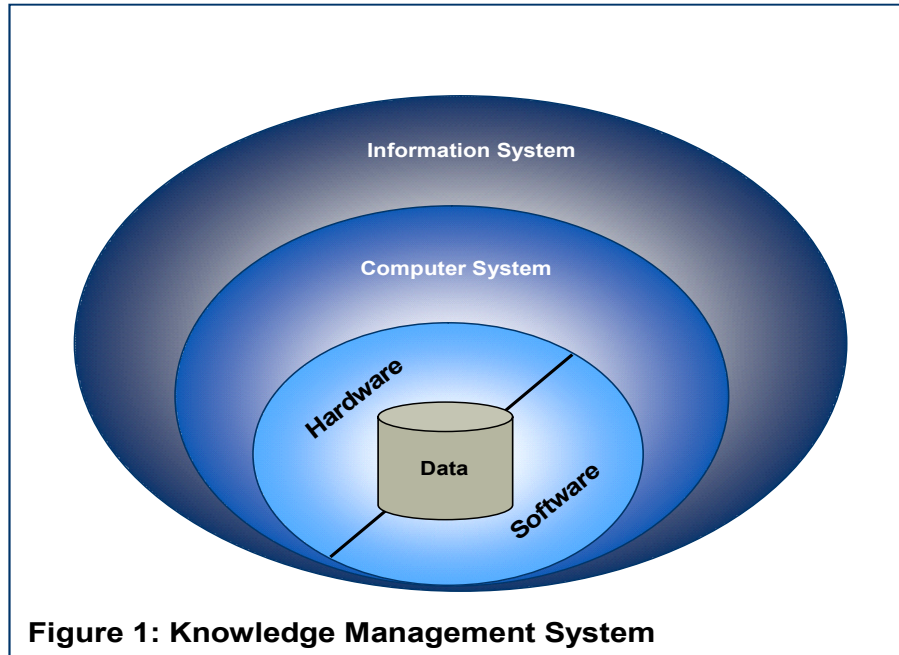 Information System
Computer System
Hardware
Data
Software
Figure 1: Knowledge Management System